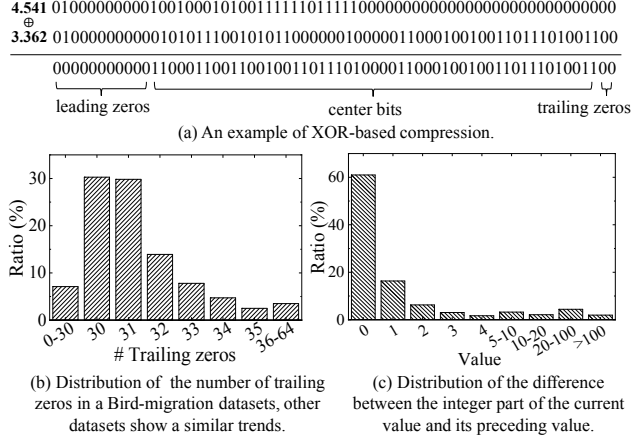 4.541 0100000000010010001010011111101111100000000000000000000000000000
⊕
3.362 0100000000001010111001010110000001000001100010010011011101001100
0000000000011000110011001001101110100001100010010011011101001100
leading zeros center bits trailing zeros
(a) An example of XOR-based compression.
Ratio (%)
30
20
10
0
0-30 30 31 32 33 34 35 36-64
# Trailing zeros
(b) Distribution of the number of trailing
zeros in a Bird-migration datasets, other
datasets show a similar trends.
Ratio (%)
60
40
20
0
0 1 2 3 4 5-10 10-20 20-100 >100
Value
(c) Distribution of the difference
between the integer part of the current
value and its preceding value.